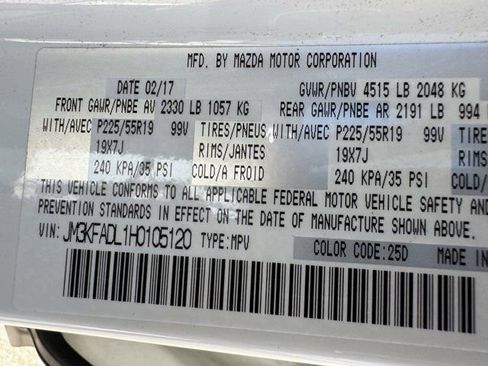 MFD. BY MAZDA MOTOR CORPORATION
DATE 02/17 GVWR/PNBV 4515 LB 2048 KG
FRONT GAWR/PNBE AV 2330 LB 1057 KG REAR GAWR/PNBE AR 2191 LB 994
WITH/AVEC P225/55R19 99V TIRES/PNEUS WITH/AVEC P225/55R19 99V TIR
19X7J RIMS/JANTES 19X7J RIM
240 KPA/35 PSI COLD/A FROID 240 KPA/35 PSI COL
THIS VEHICLE CONFORMS TO ALL APPLICABLE FEDERAL MOTOR VEHICLE SAFETY AND
PREVENTION STANDARDS IN EFFECT ON THE DATE OF MANUFACTURE SHOWN ABOVE.
VIN: JM3KFADL1H0105120 TYPE: MPV COLOR CODE: 25D MADE IN